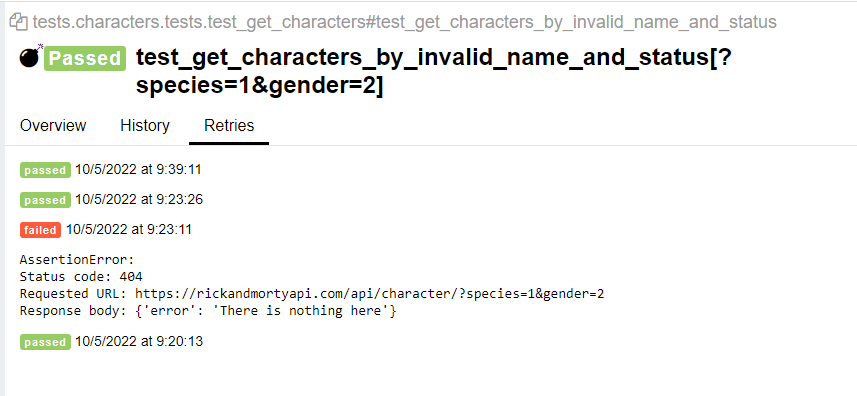 tests.characters.tests.test_get_characters#test_get_characters_by_invalid_name_and_status
Passed test_get_characters_by_invalid_name_and_status[?
species=1&gender=2]
Overview History Retries
passed 10/5/2022 at 9:39:11
passed 10/5/2022 at 9:23:26
failed 10/5/2022 at 9:23:11
AssertionError:
Status code: 404
Requested URL: https://rickandmortyapi.com/api/character/?species=1&gender=2
Response body: {'error': 'There is nothing here'}
passed 10/5/2022 at 9:20:13